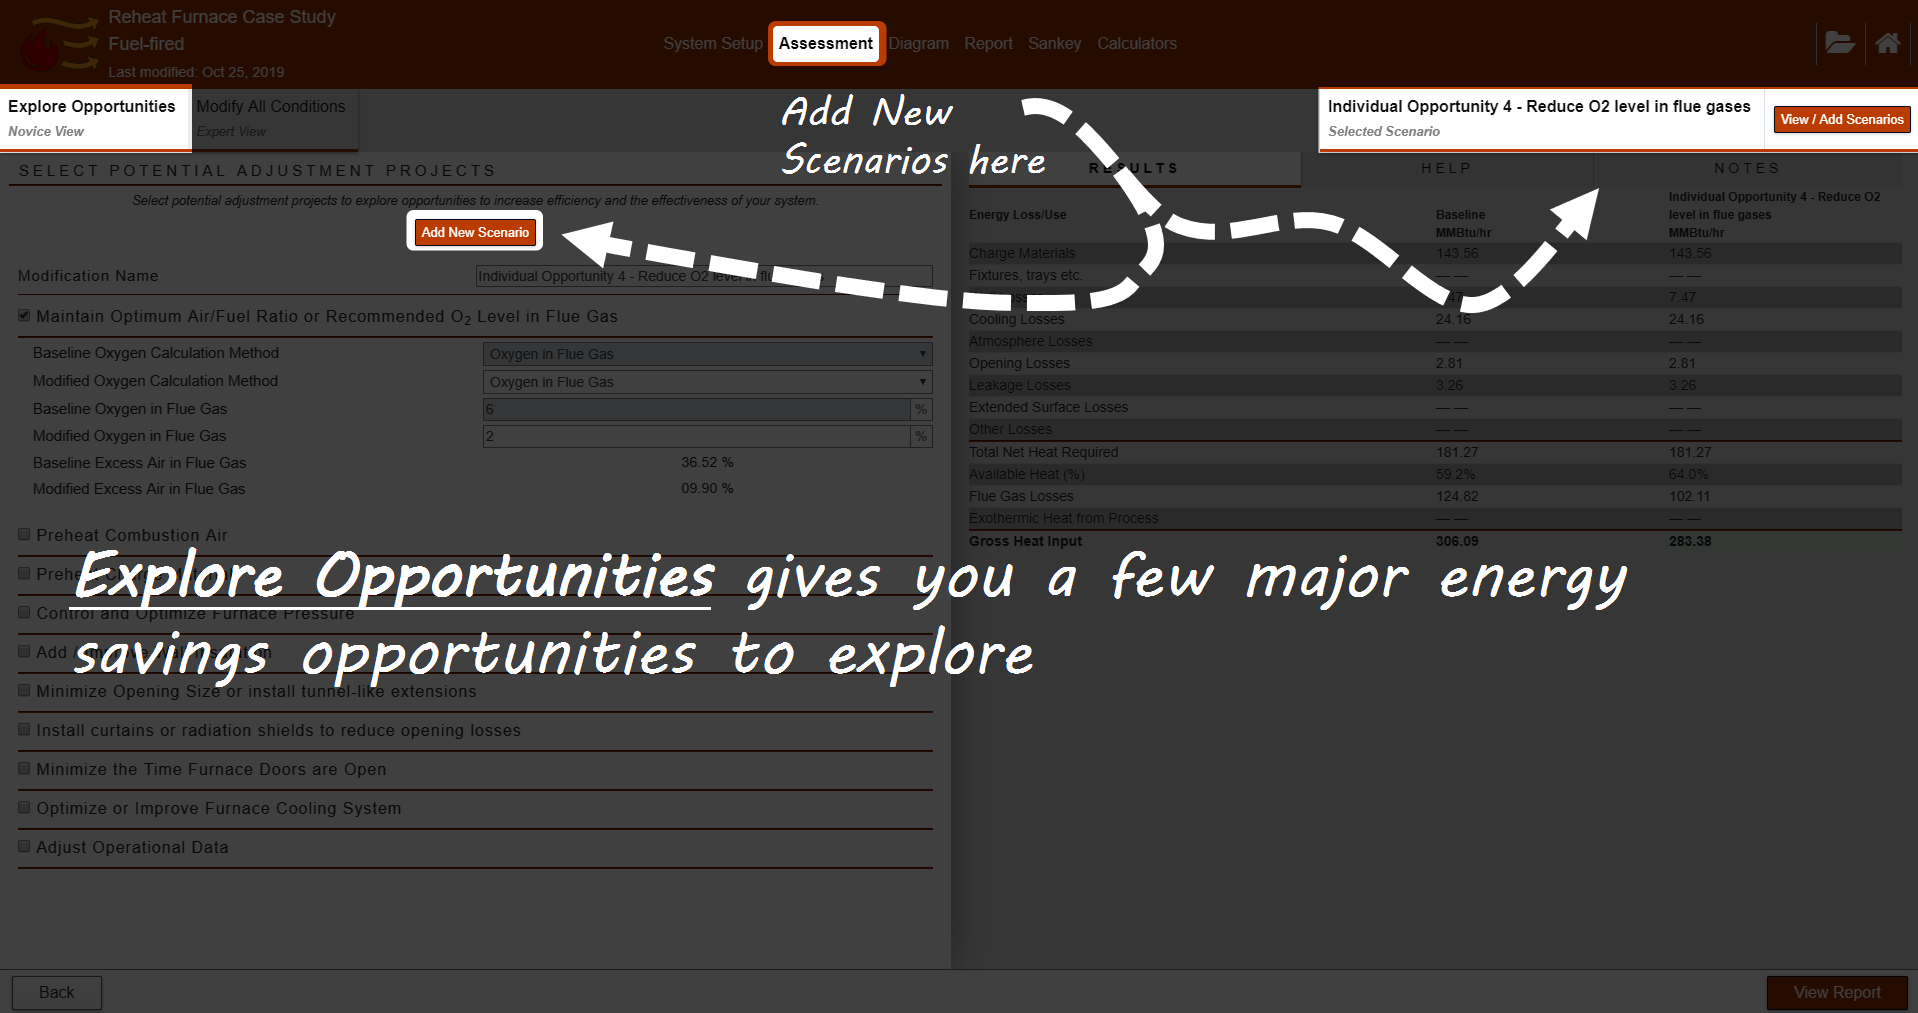 Reheat Furnace Case Study
Fuel-fired
Last modified: Oct 25, 2019
System Setup Assessment Diagram Report Sankey Calculators
Explore Opportunities
Novice View
Modify All Conditions
Expert View
Add New
Scenarios here
Individual Opportunity 4 - Reduce O2 level in flue gases
Selected Scenario
View / Add Scenarios
SELECT POTENTIAL ADJUSTMENT PROJECTS
Select potential adjustment projects to explore opportunities to increase efficiency and the effectiveness of your system.
Add New Scenario
Modification Name Individual Opportunity 4 - Reduce O2 level in
Maintain Optimum Air/Fuel Ratio or Recommended O2 Level in Flue Gas
Baseline Oxygen Calculation Method Oxygen in Flue Gas
Modified Oxygen Calculation Method Oxygen in Flue Gas
Baseline Oxygen in Flue Gas 6 %
Modified Oxygen in Flue Gas 2 %
Baseline Excess Air in Flue Gas 36.52 %
Modified Excess Air in Flue Gas 09.90 %
Preheat Combustion Air
Control and Optimize Furnace Pressure
Add /
Minimize Opening Size or install tunnel-like extensions
Install curtains or radiation shields to reduce opening losses
Minimize the Time Furnace Doors are Open
Optimize or Improve Furnace Cooling System
Adjust Operational Data
RESULTS HELP NOTES
Energy Loss/Use
Baseline
MMBtu/hr
Individual Opportunity 4 - Reduce O2
level in flue gases
MMBtu/hr
Charge Materials 143.56 143.56
Fixtures, trays etc. — — — —
7.47
Cooling Losses 24.16 24.16
Atmosphere Losses — — — —
Opening Losses 2.81 2.81
Leakage Losses 3.26 3.26
Extended Surface Losses — — — —
Other Losses — — — —
Total Net Heat Required 181.27 181.27
Available Heat (%) 59.2% 64.0%
Flue Gas Losses 124.82 102.11
Exothermic Heat from Process — — — —
Gross Heat Input 306.09 283.38
Explore Opportunities gives you a few major energy
savings opportunities to explore
Back
View Report